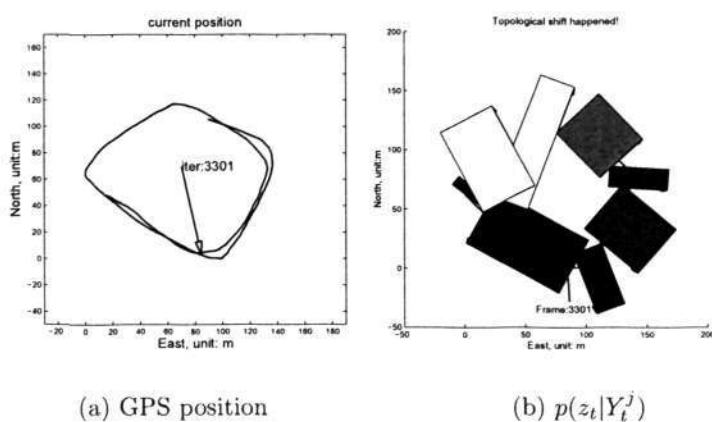 current position
North, unit:m
160
140
120
100
80
60
40
20
0
−20
−40
iter:3301
−20 0 20 40 60 80 100 120 140 160 180
East, unit: m
Topological shift happened!
North, unit:m
200
150
100
50
0
−50
Frame:3301
0 50 100 150 200
East, unit: m
(a) GPS position
(b) p(z_t|Y_t^j)